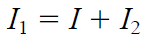 I₁ = I + I₂